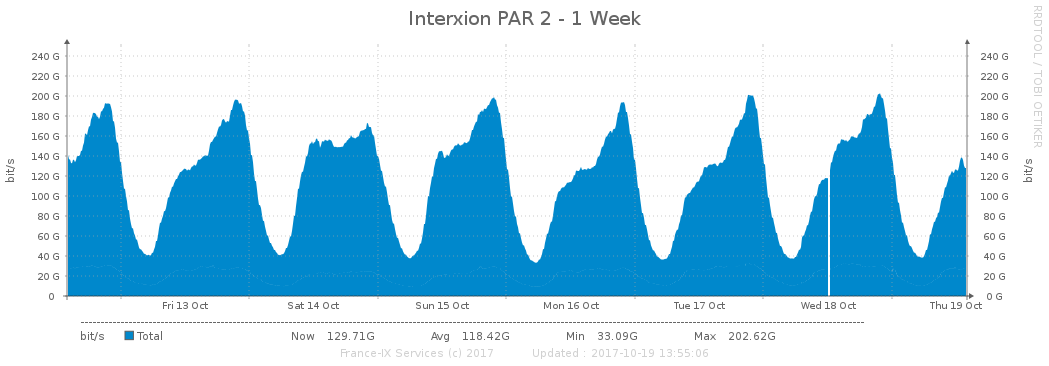 Interxion PAR 2 - 1 Week
RRDTOOL / TOBI OETIKER
bit/s
240 G
220 G
200 G
180 G
160 G
140 G
120 G
100 G
80 G
60 G
40 G
20 G
0
240 G
220 G
200 G
180 G
160 G
140 G
120 G
100 G
80 G
60 G
40 G
20 G
0 G
bit/s
Fri 13 Oct Sat 14 Oct Sun 15 Oct Mon 16 Oct Tue 17 Oct Wed 18 Oct Thu 19 Oct
bit/s Total Now 129.71G Avg 118.42G Min 33.09G Max 202.62G
France-IX Services (c) 2017 Updated : 2017-10-19 13:55:06